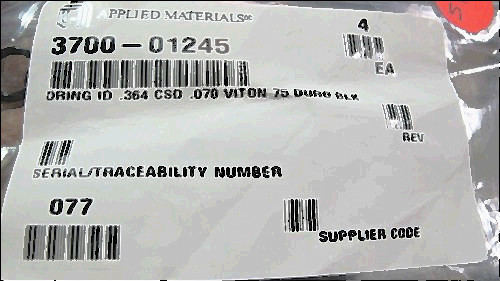 APPLIED MATERIALS
4
3700-01245
EA
ORING ID .364 CSD .070 VITON 75 DURO BLK
REV
SERIAL/TRACEABILITY NUMBER
077
SUPPLIER CODE